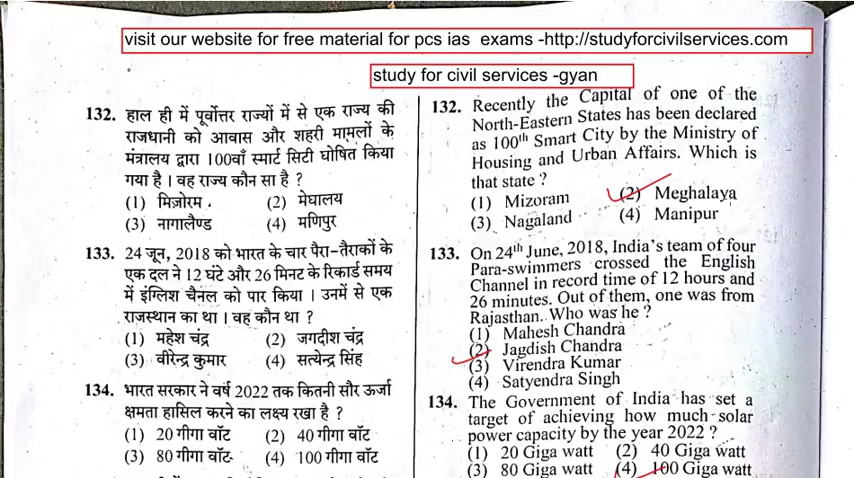 visit our website for free material for pcs ias exams -http://studyforcivilservices.com
study for civil services -gyan
132. हाल ही में पूर्वोत्तर राज्यों में से एक राज्य की
राजधानी को आवास और शहरी मामलों के
मंत्रालय द्वारा 100वाँ स्मार्ट सिटी घोषित किया
गया है । वह राज्य कौन सा है ?
(1) मिज़ोरम (2) मेघालय
(3) नागालैण्ड (4) मणिपुर
133. 24 जून, 2018 को भारत के चार पैरा-तैराकों के
एक दल ने 12 घंटे और 26 मिनट के रिकार्ड समय
में इंग्लिश चैनल को पार किया । उनमें से एक
राजस्थान का था । वह कौन था ?
(1) महेश चंद्र (2) जगदीश चंद्र
(3) वीरेन्द्र कुमार (4) सत्येन्द्र सिंह
134. भारत सरकार ने वर्ष 2022 तक कितनी सौर ऊर्जा
क्षमता हासिल करने का लक्ष्य रखा है ?
(1) 20 गीगा वॉट (2) 40 गीगा वॉट
(3) 80 गीगा वॉट (4) 100 गीगा वॉट
132. Recently the Capital of one of the
North-Eastern States has been declared
as 100th Smart City by the Ministry of
Housing and Urban Affairs. Which is
that state ?
(1) Mizoram (2) Meghalaya
(3) Nagaland (4) Manipur
133. On 24th June, 2018, India's team of four
Para-swimmers crossed the English
Channel in record time of 12 hours and
26 minutes. Out of them, one was from
Rajasthan. Who was he ?
(1) Mahesh Chandra
(2) Jagdish Chandra
(3) Virendra Kumar
(4) Satyendra Singh
134. The Government of India has set a
target of achieving how much solar
power capacity by the year 2022 ?
(1) 20 Giga watt (2) 40 Giga watt
(3) 80 Giga watt (4) 100 Giga watt